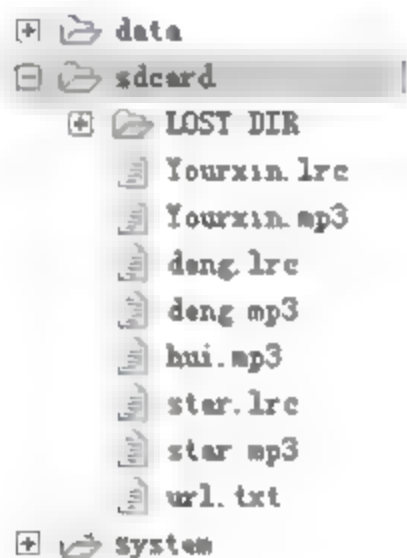 data
sdcard
LOST DIR
Yourxin.lrc
Yourxin.mp3
deng.lrc
deng mp3
hui.mp3
star.lrc
star mp3
url.txt
system